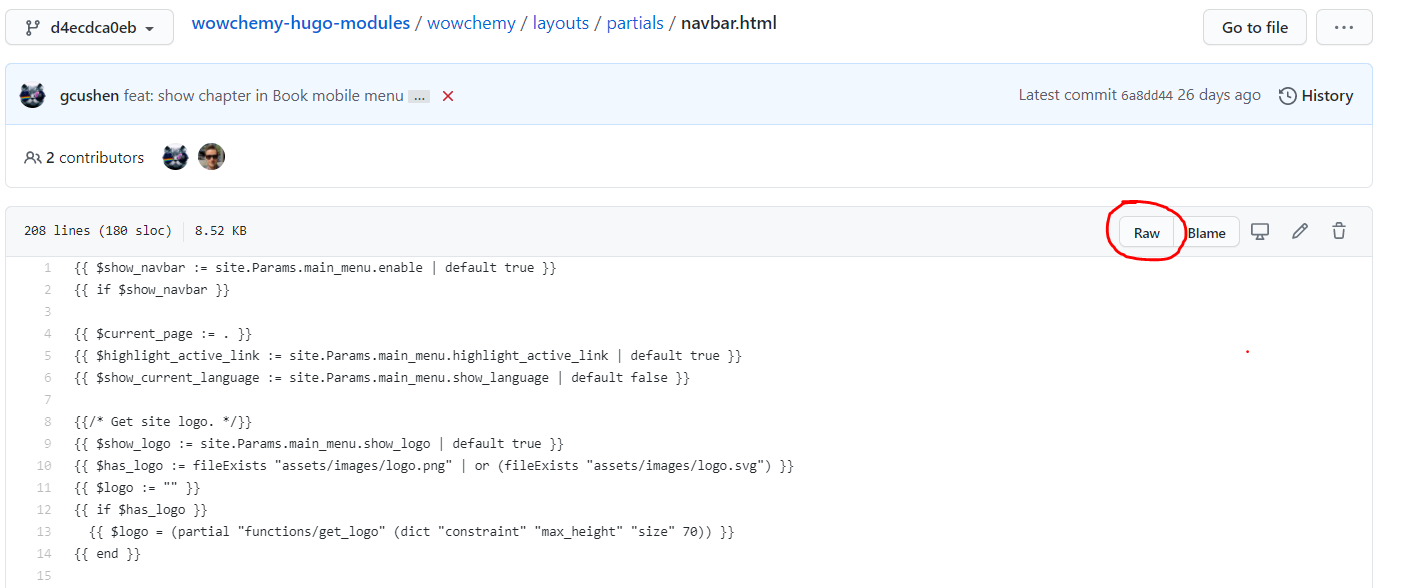 d4ecdca0eb wowchemy-hugo-modules / wowchemy / layouts / partials / navbar.html Go to file ...
gcushen feat: show chapter in Book mobile menu ... Latest commit 6a8dd44 26 days ago History
2 contributors
208 lines (180 sloc) 8.52 KB Raw Blame
1 {{ $show_navbar := site.Params.main_menu.enable | default true }}
2 {{ if $show_navbar }}
3
4 {{ $current_page := . }}
5 {{ $highlight_active_link := site.Params.main_menu.highlight_active_link | default true }}
6 {{ $show_current_language := site.Params.main_menu.show_language | default false }}
7
8 {{/* Get site logo. */}}
9 {{ $show_logo := site.Params.main_menu.show_logo | default true }}
10 {{ $has_logo := fileExists "assets/images/logo.png" | or (fileExists "assets/images/logo.svg") }}
11 {{ $logo := "" }}
12 {{ if $has_logo }}
13 {{ $logo = (partial "functions/get_logo" (dict "constraint" "max_height" "size" 70)) }}
14 {{ end }}
15